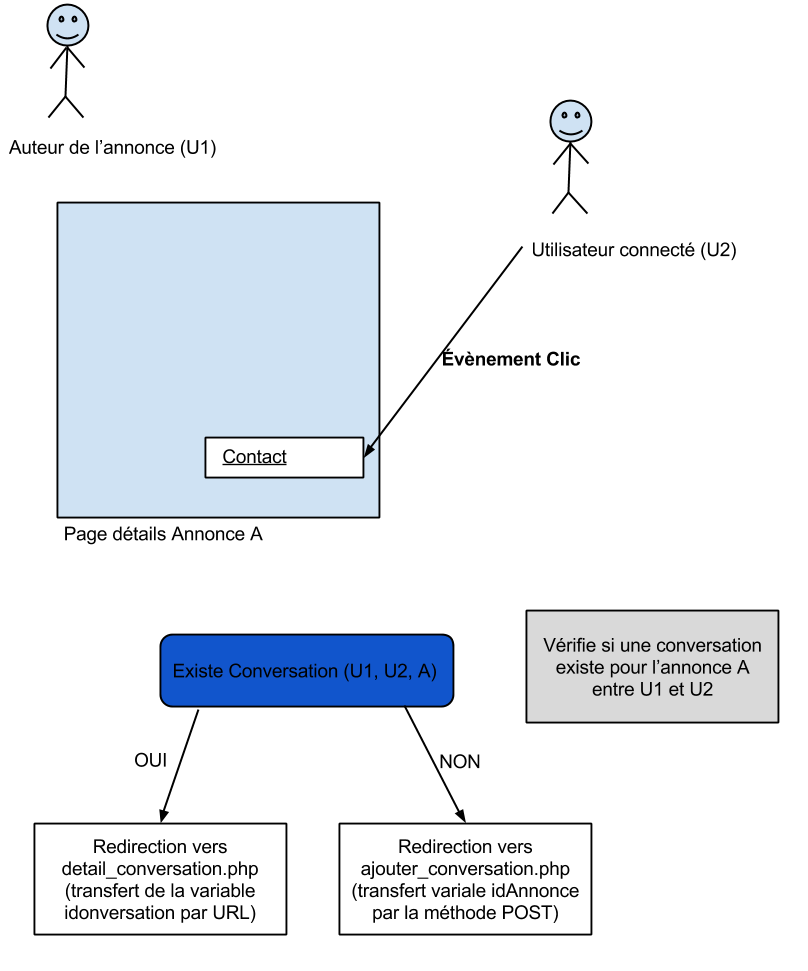 Auteur de l'annonce (U1)
Utilisateur connecté (U2)
Évènement Clic
Contact
Page détails Annonce A
Existe Conversation (U1, U2, A)
Vérifie si une conversation
existe pour l'annonce A
entre U1 et U2
OUI
NON
Redirection vers
detail_conversation.php
(transfert de la variable
idonversation par URL)
Redirection vers
ajouter_conversation.php
(transfert variale idAnnonce
par la méthode POST)